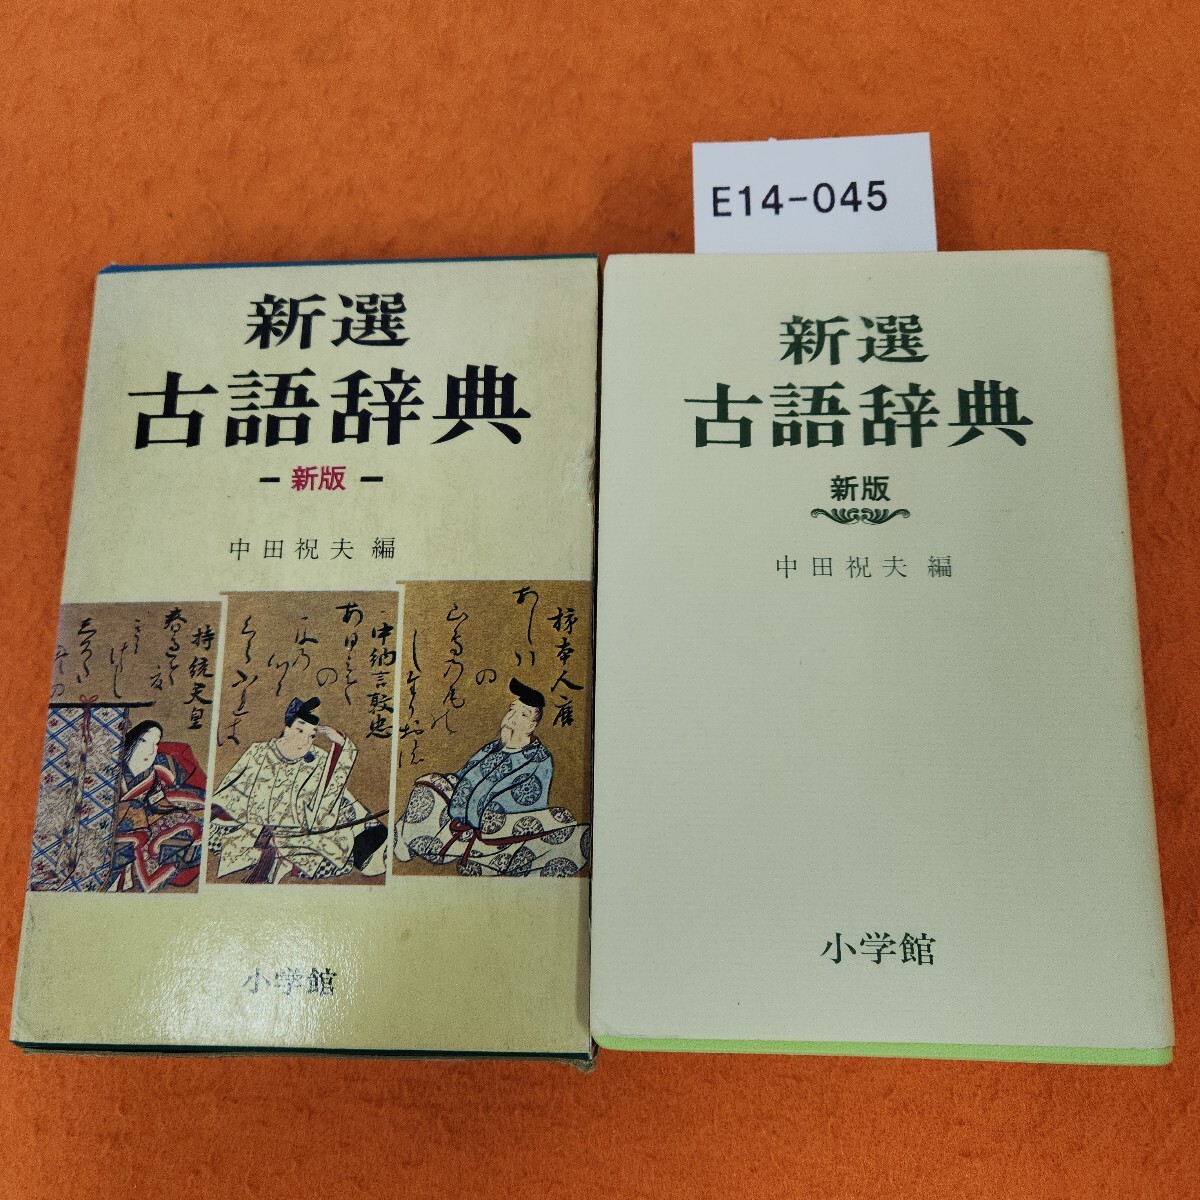 E14-045
新選
古語辞典
- 新版 -
中田祝夫 編
持統天皇
中納言敦忠
柿本人麿
小学館
新選
古語辞典
新版
中田祝夫 編
小学館